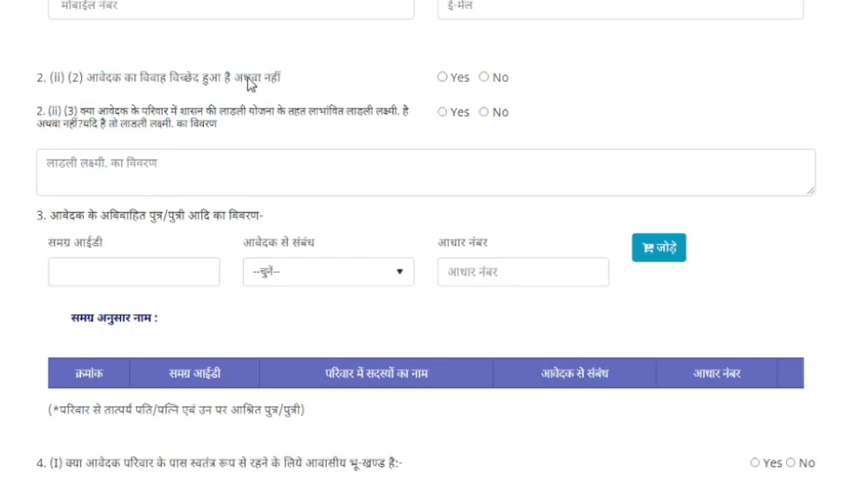 मोबाईल नंबर
ई-मेल
2. (ii) (2) आवेदक का विवाह विच्छेद हुआ है अथवा नहीं
Yes No
2. (ii) (3) क्या आवेदक के परिवार में शासन की लाडली योजना के तहत लाभांवित लाडली लक्ष्मी. है
अथवा नहीं?यदि है तो लाडली लक्ष्मी. का विवरण
Yes No
लाडली लक्ष्मी. का विवरण
3. आवेदक के अविवाहित पुत्र/पुत्री आदि का विवरण-
समग्र आईडी
आवेदक से संबंध
आधार नंबर
जोड़े
--चुनें--
आधार नंबर
समग्र अनुसार नाम :
क्रमांक समग्र आईडी परिवार में सदस्यों का नाम आवेदक से संबंध आधार नंबर
(*परिवार से तात्पर्य पति/पत्नि एवं उन पर आश्रित पुत्र/पुत्री)
4. (I) क्या आवेदक परिवार के पास स्वतंत्र रूप से रहने के लिये आवासीय भू-खण्ड है:-
Yes No